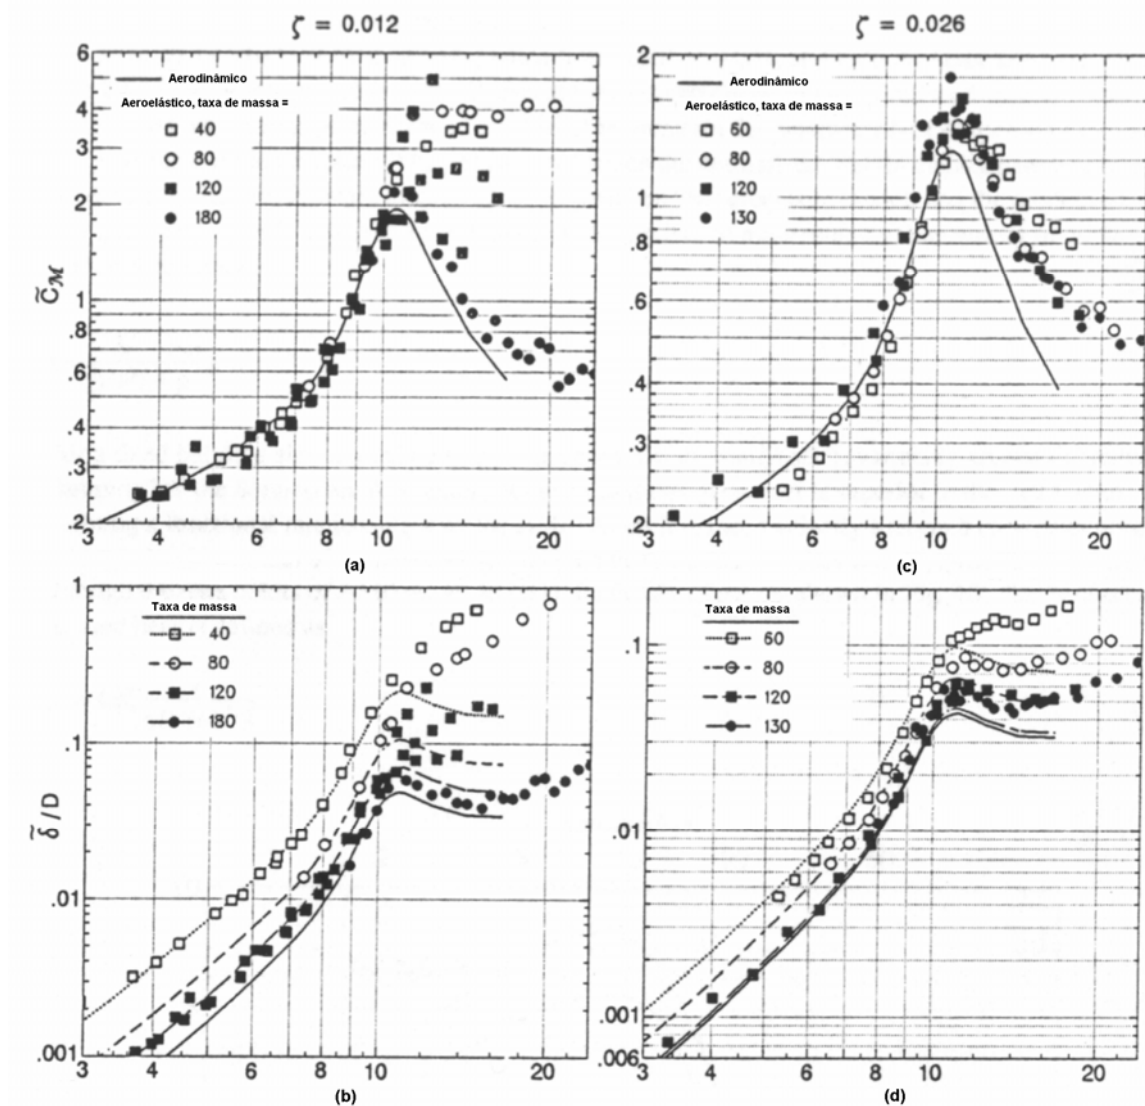 ζ = 0.012
6
5
4
3
2
1
.8
.6
.4
.3
.2
C̃ℳ
Aerodinâmico
Aeroelástico, taxa de massa =
40
80
120
180
3 4 6 8 10 20
(a)
ζ = 0.026
2
1
.8
.6
.4
.3
.2
Aerodinâmico
Aeroelástico, taxa de massa =
60
80
120
130
3 4 6 8 10 20
(c)
1
.1
.01
.001
δ̃/D
Taxa de massa
40
80
120
180
3 4 6 8 10 20
(b)
.1
.01
.001
.0006
Taxa de massa
60
80
120
130
3 4 6 8 10 20
(d)